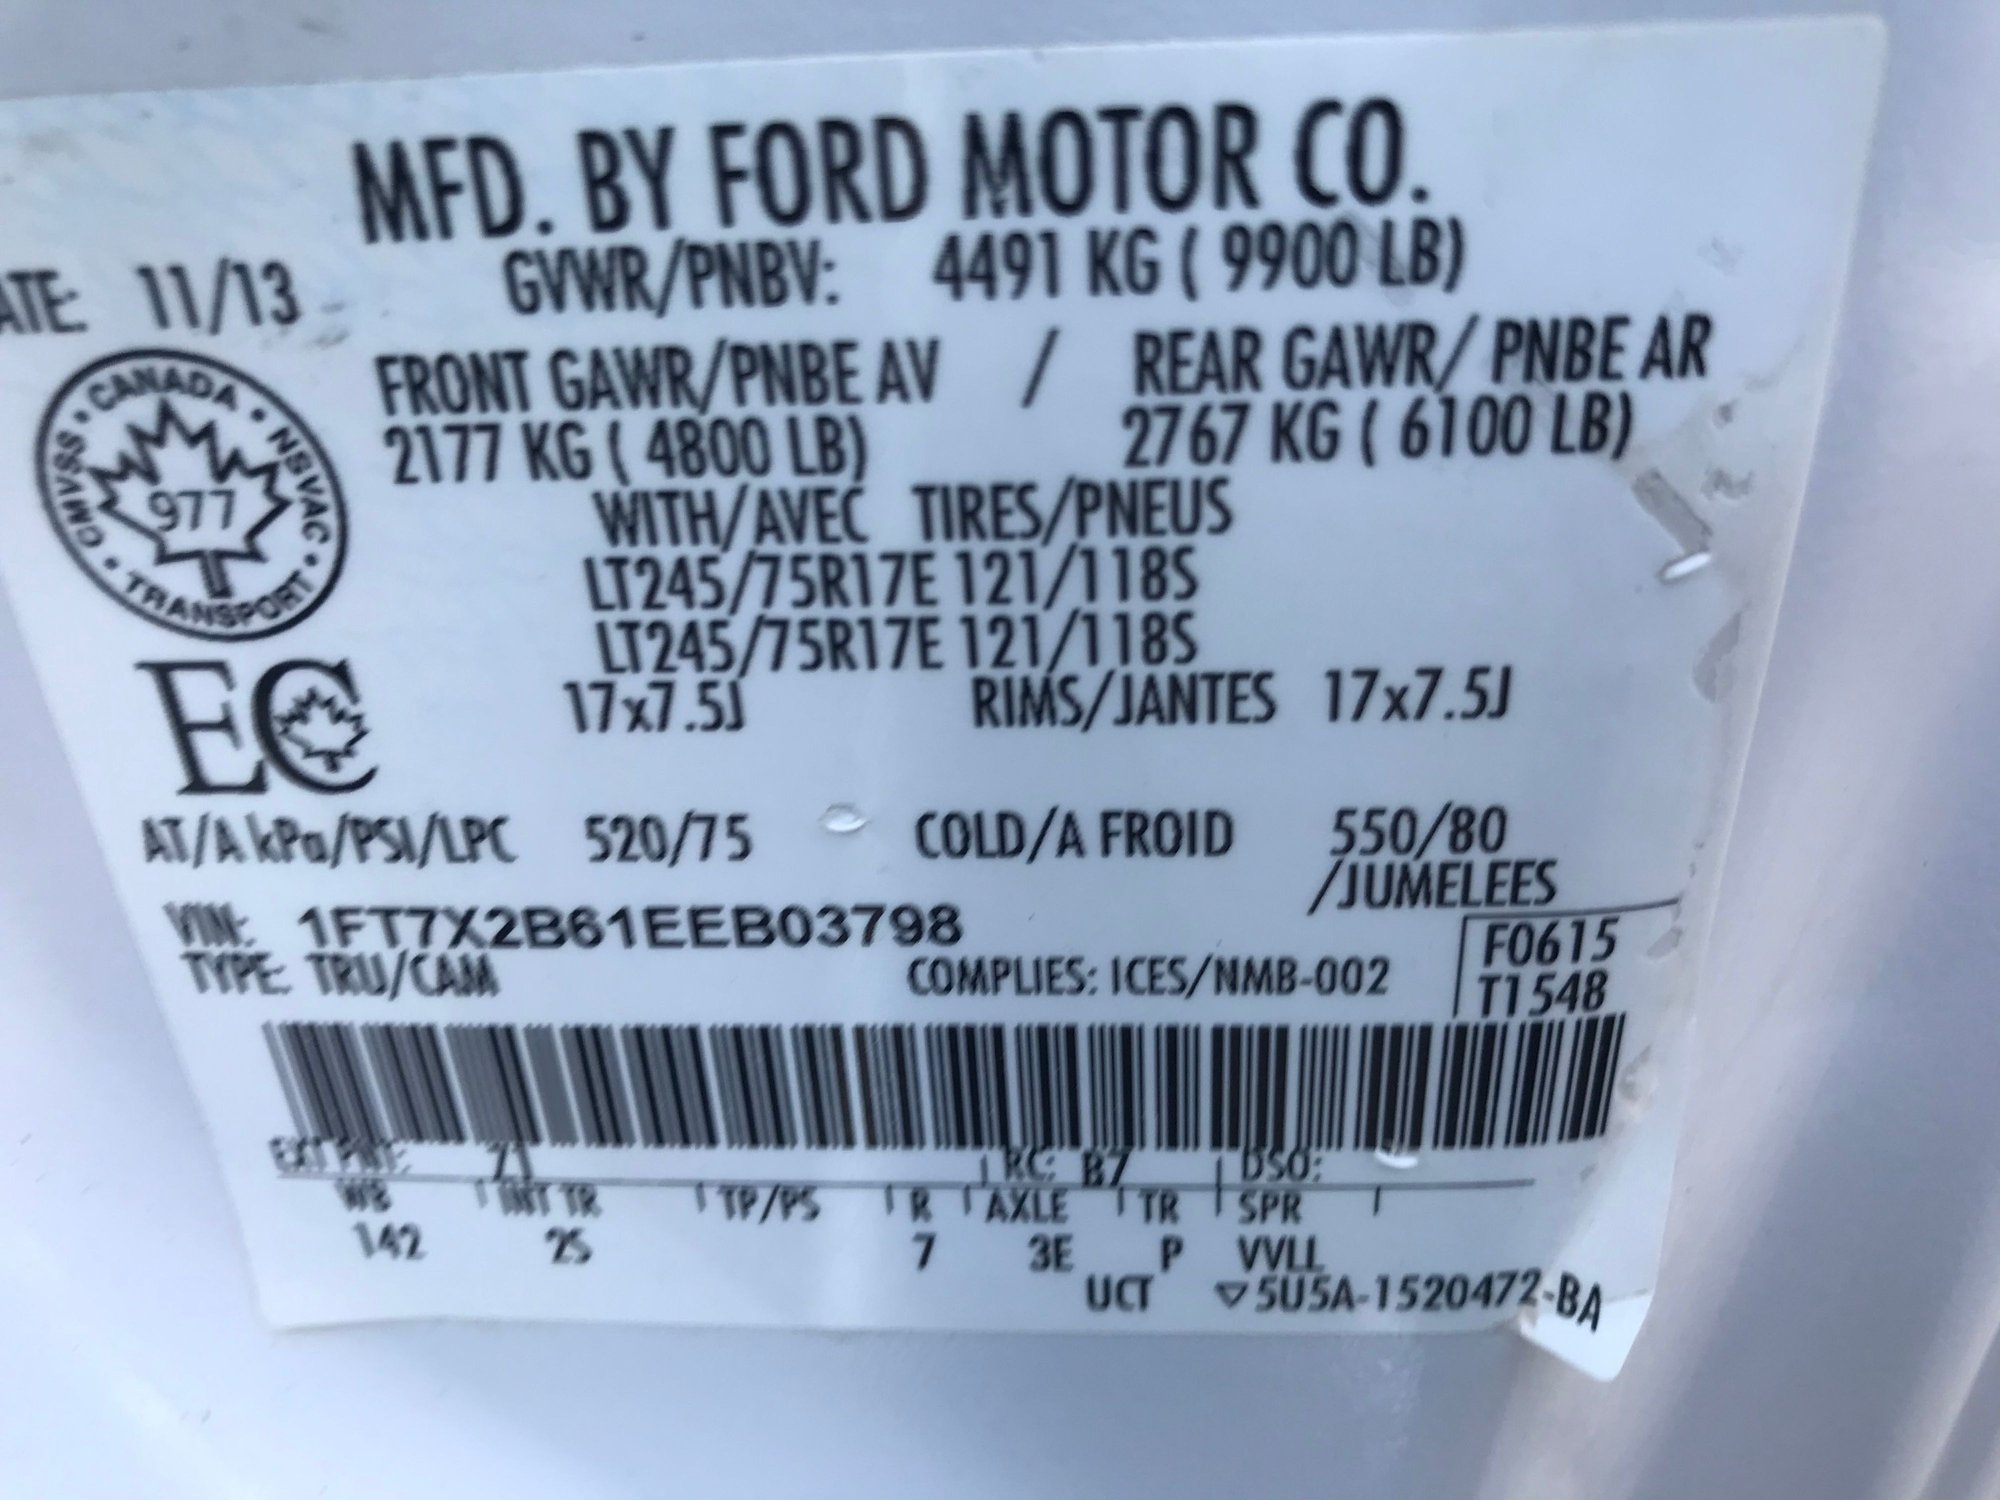 MFD. BY FORD MOTOR CO.
ATE: 11/13 GVWR/PNBV: 4491 KG ( 9900 LB)
FRONT GAWR/PNBE AV / REAR GAWR/ PNBE AR
2177 KG ( 4800 LB) 2767 KG ( 6100 LB)
WITH/AVEC TIRES/PNEUS
LT245/75R17E 121/118S
LT245/75R17E 121/118S
17x7.5J RIMS/JANTES 17x7.5J
CANADA • NSVAC • TRANSPORT • CMVSS •
977
EC
AT/A kPa/PSI/LPC 520/75 COLD/A FROID 550/80
/JUMELEES
VIN: 1FT7X2B61EEB03798
TYPE: TRU/CAM COMPLIES: ICES/NMB-002
F0615
T1548
EXT PNT: Z1 RC: B7 DSO:
WB INT TR TP/PS R AXLE TR SPR
142 2S 7 3E P VVLL
UCT ▽5U5A-1520472-BA